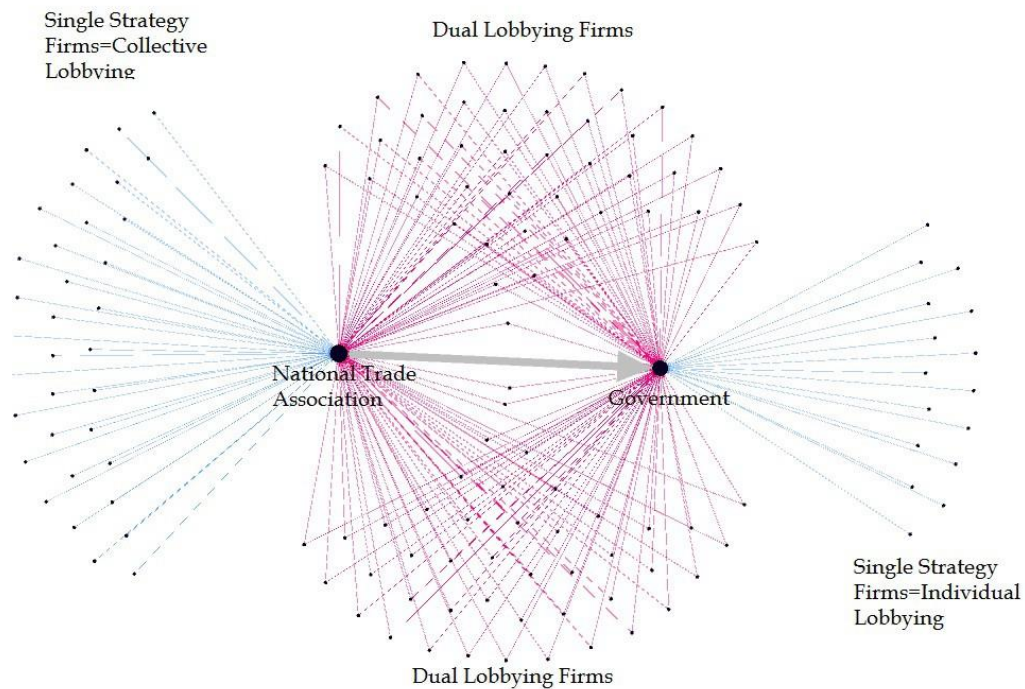 Single Strategy
Firms=Collective
Lobbying
Dual Lobbying Firms
National Trade
Association
Government
Single Strategy
Firms=Individual
Lobbying
Dual Lobbying Firms